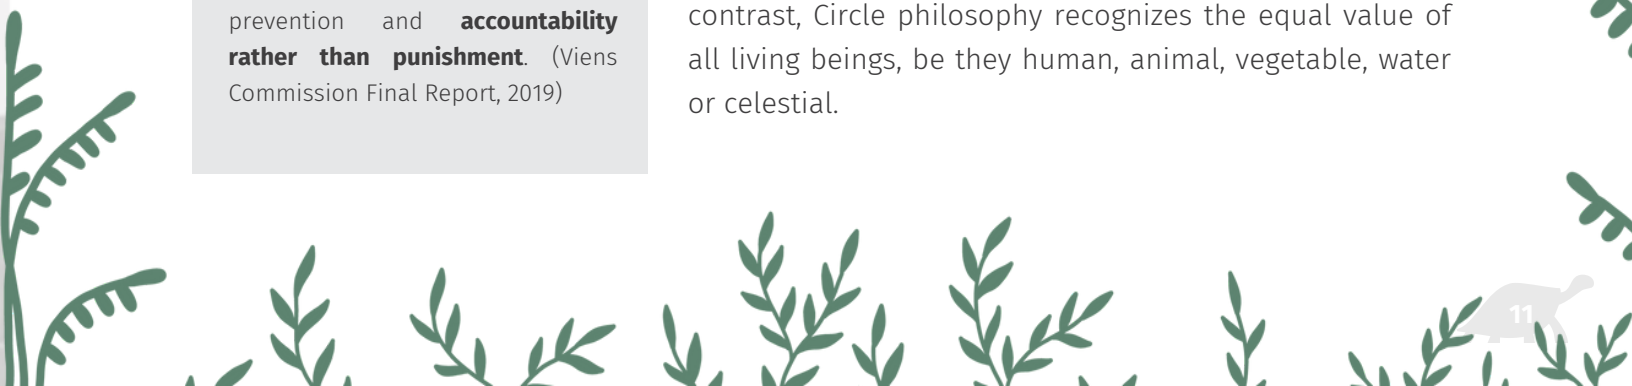 prevention and accountability
rather than punishment. (Viens
Commission Final Report, 2019)
contrast, Circle philosophy recognizes the equal value of
all living beings, be they human, animal, vegetable, water
or celestial.
11